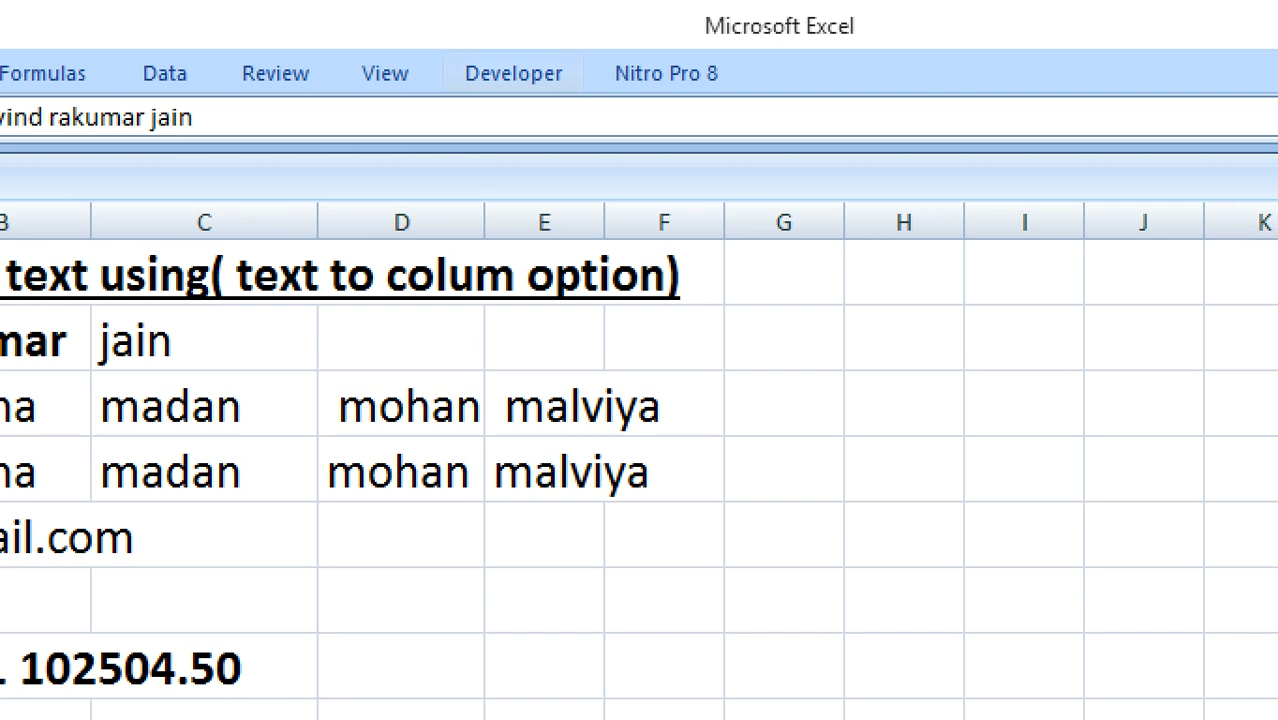 Microsoft Excel
Formulas Data Review View Developer Nitro Pro 8
vind rakumar jain
B C D E F G H I J K
text using( text to colum option)
mar jain
na madan mohan malviya
na madan mohan malviya
ail.com
102504.50